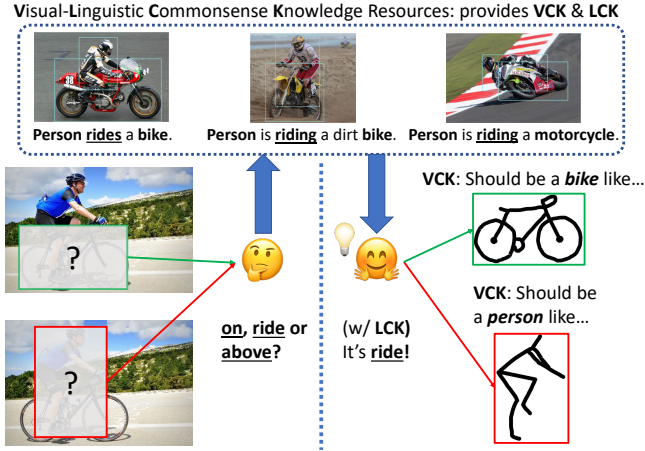 Visual-Linguistic Commonsense Knowledge Resources: provides VCK & LCK
38
Person rides a bike.
Person is riding a dirt bike.
Person is riding a motorcycle.
?
?
on, ride or
above?
(w/ LCK)
It's ride!
VCK: Should be a bike like…
VCK: Should be
a person like…